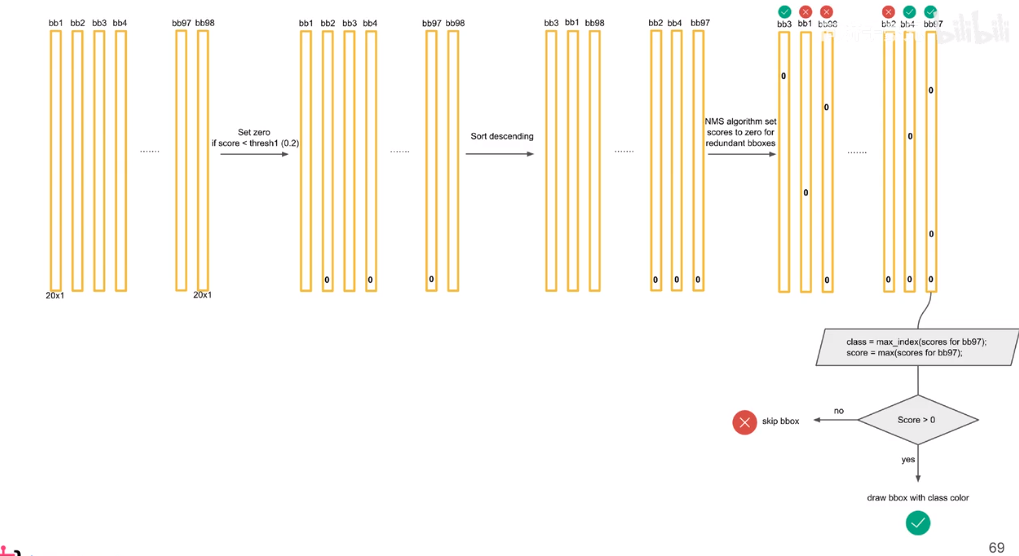 bb1 bb2 bb3 bb4 bb97 bb98
bb1 bb2 bb3 bb4 bb97 bb98
bb3 bb1 bb98 bb2 bb4 bb97
bb3 bb1 bb98 bb2 bb4 bb97
bilibili
.......
.......
.......
.......
Set zero
if score < thresh1 (0.2)
Sort descending
NMS algorithm set
scores to zero for
redundant bboxes
0
0
0
0
0
0
0 0 0
0 0 0
0 0 0 0
20x1 20x1
class = max_index(scores for bb97);
score = max(scores for bb97);
Score > 0
no
skip bbox
yes
draw bbox with class color
69